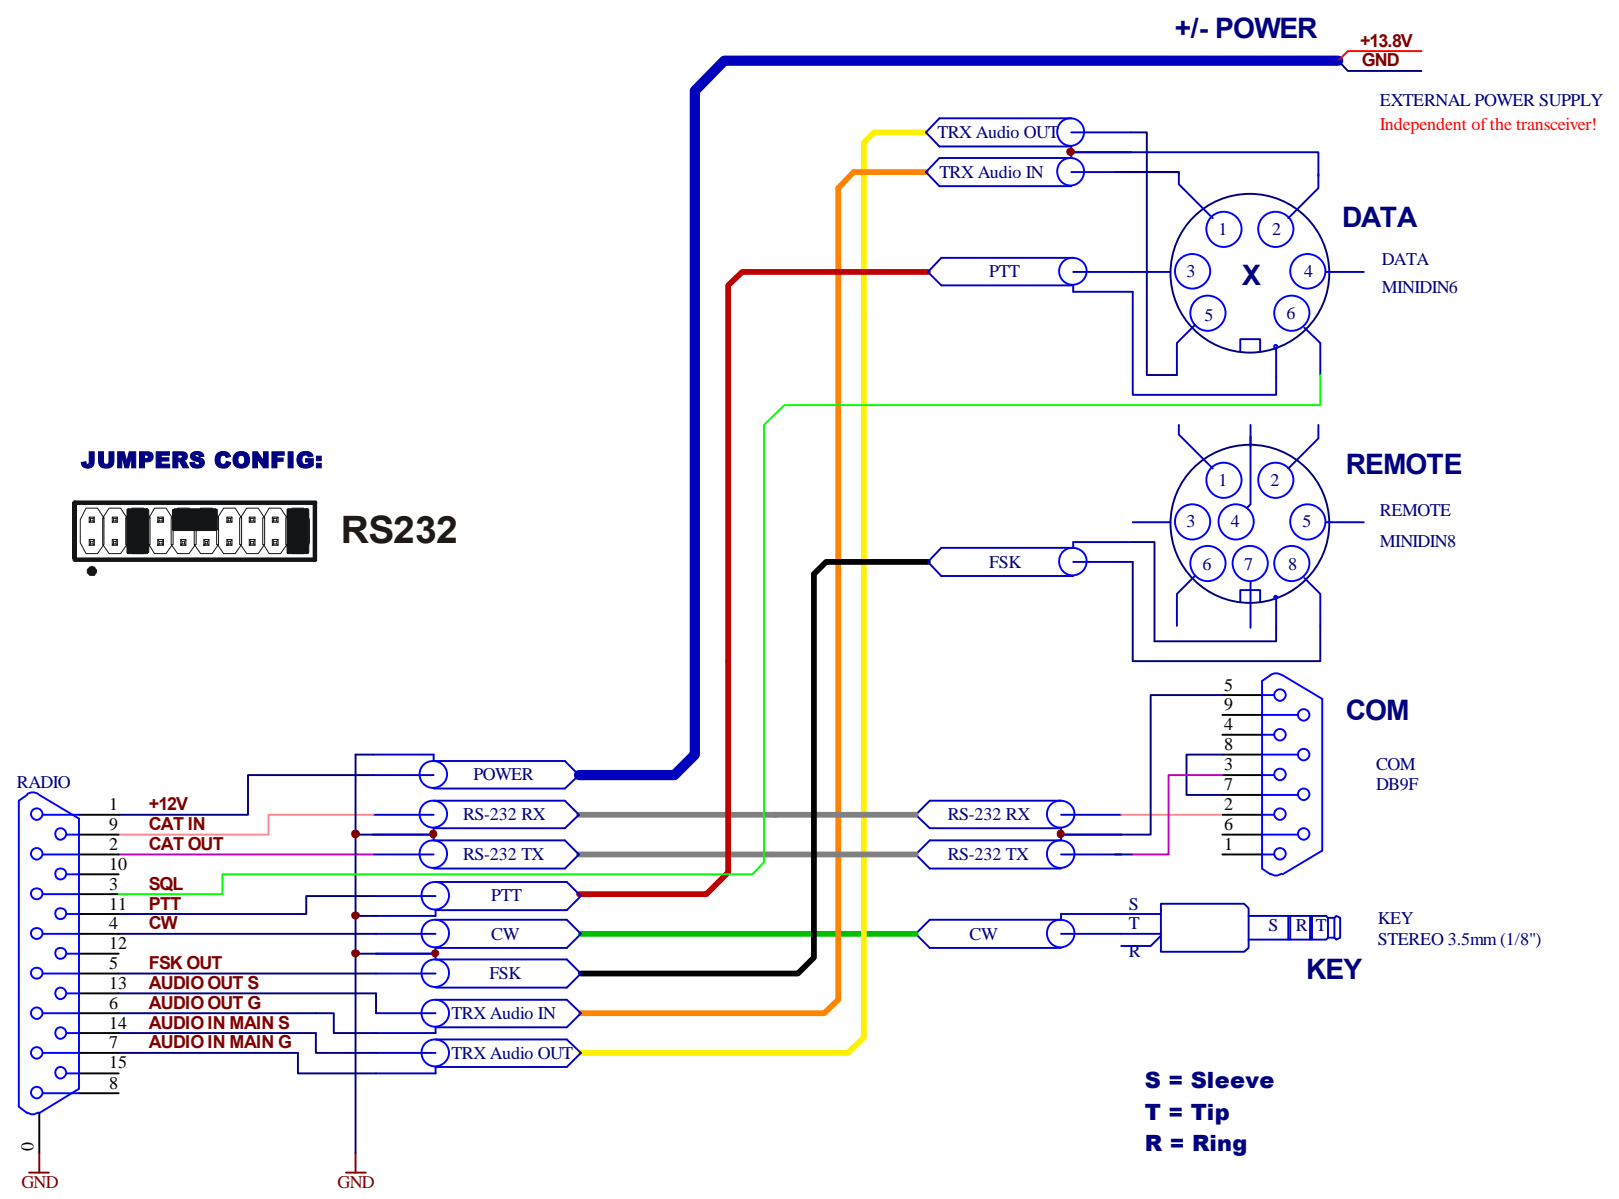 +/- POWER
+13.8V
GND
EXTERNAL POWER SUPPLY
Independent of the transceiver!
TRX Audio OUT
TRX Audio IN
PTT
1
2
3
X
4
5
6
DATA
DATA
MINIDIN6
JUMPERS CONFIG:
RS232
REMOTE
REMOTE
MINIDIN8
1
2
3
4
5
6
7
8
FSK
5
9
4
8
3
7
2
6
1
COM
COM
DB9F
RADIO
1 +12V
9 CAT IN
2 CAT OUT
10
3 SQL
11 PTT
4 CW
12
5 FSK OUT
13 AUDIO OUT S
6 AUDIO OUT G
14 AUDIO IN MAIN S
7 AUDIO IN MAIN G
15
8
0
GND
GND
POWER
RS-232 RX
RS-232 TX
PTT
CW
FSK
TRX Audio IN
TRX Audio OUT
RS-232 RX
RS-232 TX
CW
S
T
R
S R T
KEY
STEREO 3.5mm (1/8")
KEY
S = Sleeve
T = Tip
R = Ring